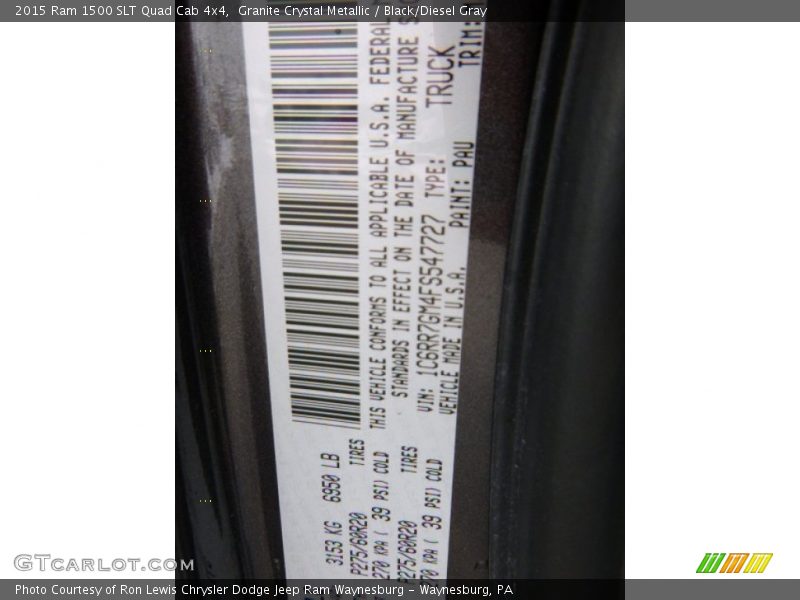 2015 Ram 1500 SLT Quad Cab 4x4, Granite Crystal Metallic / Black/Diesel Gray
THIS VEHICLE CONFORMS TO ALL APPLICABLE U.S.A. FEDERAL
STANDARDS IN EFFECT ON THE DATE OF MANUFACTURE
VIN: 1C6RR7GM4FS547727 TYPE: TRUCK
VEHICLE MADE IN U.S.A. PAINT: PAU TRIM:
3153 KG 6950 LB
P275/60R20 TIRES
270 KPA ( 39 PSI) COLD
P275/60R20 TIRES
70 KPA ( 39 PSI) COLD
GTCarLot.com
Photo Courtesy of Ron Lewis Chrysler Dodge Jeep Ram Waynesburg - Waynesburg, PA